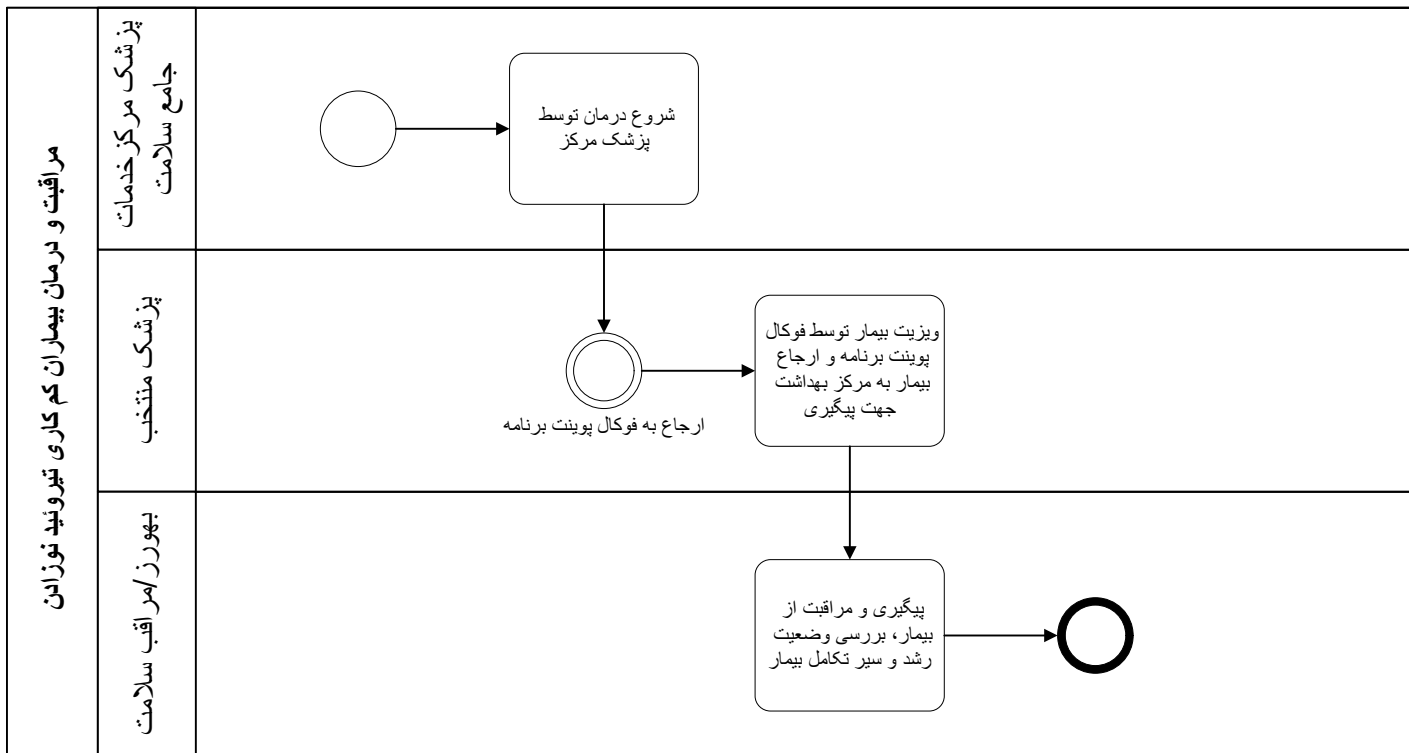 مراقبت و درمان بیماران کم کاری تیروئید نوزادن
پزشک مرکز خدمات
جامع سلامت
شروع درمان توسط
پزشک مرکز
پزشک منتخب
ارجاع به فوکال پوینت برنامه
ویزیت بیمار توسط فوکال
پوینت برنامه و ارجاع
بیمار به مرکز بهداشت
جهت پیگیری
بهورز/مراقب سلامت
پیگیری و مراقبت از
بیمار، بررسی وضعیت
رشد و سیر تکامل بیمار